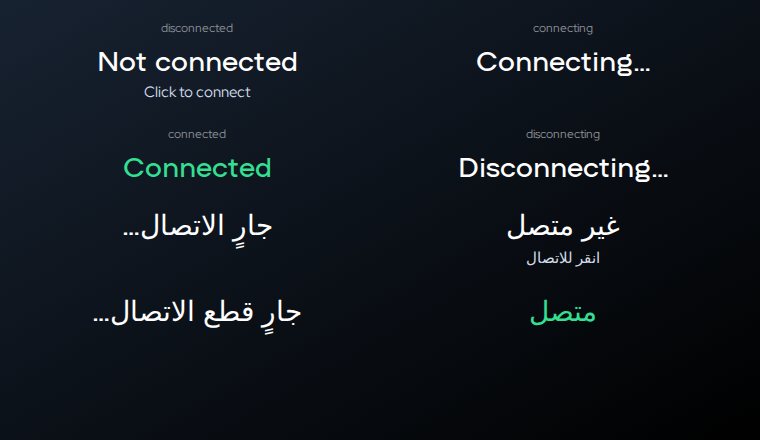 disconnected
Not connected
Click to connect
connecting
Connecting...
connected
Connected
disconnecting
Disconnecting...
غير متصل
انقر للاتصال
جارٍ الاتصال...
متصل
جارٍ قطع الاتصال...